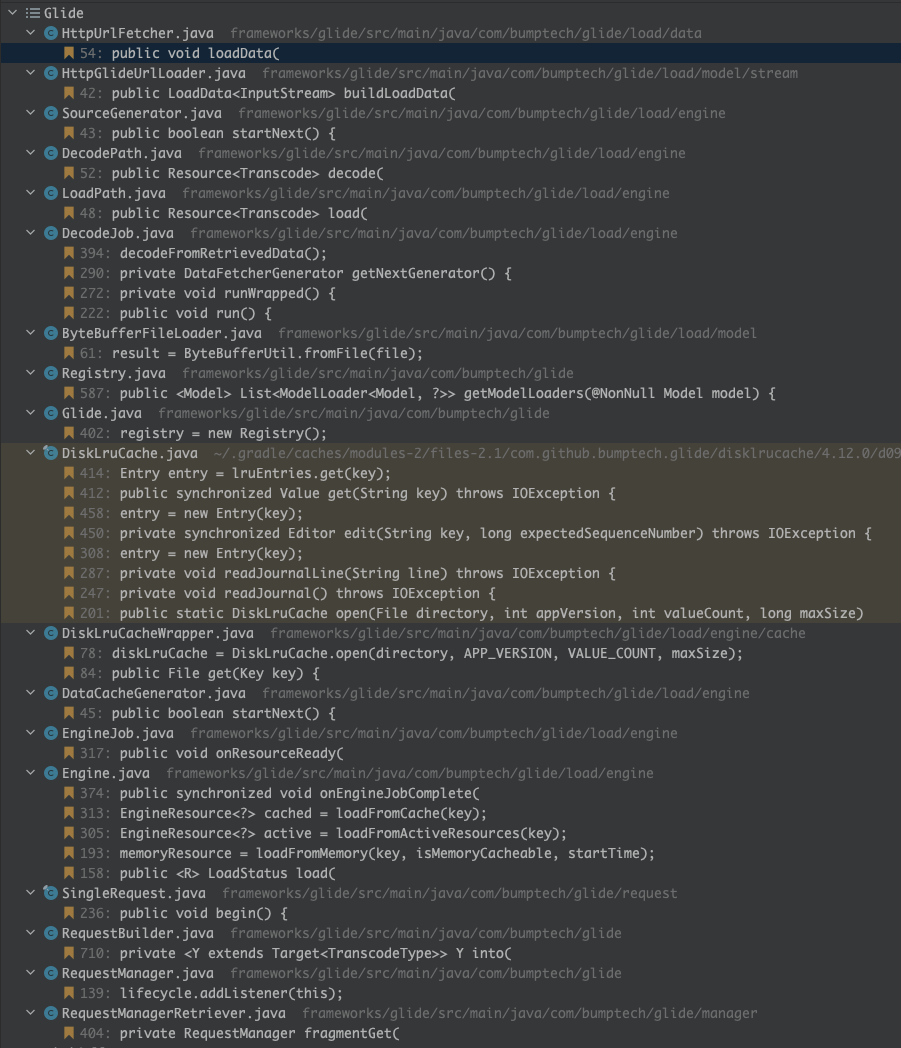 Glide
HttpUrlFetcher.java frameworks/glide/src/main/java/com/bumptech/glide/load/data
54: public void loadData(
HttpGlideUrlLoader.java frameworks/glide/src/main/java/com/bumptech/glide/load/model/stream
42: public LoadData<InputStream> buildLoadData(
SourceGenerator.java frameworks/glide/src/main/java/com/bumptech/glide/load/engine
43: public boolean startNext() {
DecodePath.java frameworks/glide/src/main/java/com/bumptech/glide/load/engine
52: public Resource<Transcode> decode(
LoadPath.java frameworks/glide/src/main/java/com/bumptech/glide/load/engine
48: public Resource<Transcode> load(
DecodeJob.java frameworks/glide/src/main/java/com/bumptech/glide/load/engine
394: decodeFromRetrievedData();
290: private DataFetcherGenerator getNextGenerator() {
272: private void runWrapped() {
222: public void run() {
ByteBufferFileLoader.java frameworks/glide/src/main/java/com/bumptech/glide/load/model
61: result = ByteBufferUtil.fromFile(file);
Registry.java frameworks/glide/src/main/java/com/bumptech/glide
587: public <Model> List<ModelLoader<Model, ?>> getModelLoaders(@NonNull Model model) {
Glide.java frameworks/glide/src/main/java/com/bumptech/glide
402: registry = new Registry();
DiskLruCache.java ~/.gradle/caches/modules-2/files-2.1/com.github.bumptech.glide/disklrucache/4.12.0/d09
414: Entry entry = lruEntries.get(key);
412: public synchronized Value get(String key) throws IOException {
458: entry = new Entry(key);
450: private synchronized Editor edit(String key, long expectedSequenceNumber) throws IOException {
308: entry = new Entry(key);
287: private void readJournalLine(String line) throws IOException {
247: private void readJournal() throws IOException {
201: public static DiskLruCache open(File directory, int appVersion, int valueCount, long maxSize)
DiskLruCacheWrapper.java frameworks/glide/src/main/java/com/bumptech/glide/load/engine/cache
78: diskLruCache = DiskLruCache.open(directory, APP_VERSION, VALUE_COUNT, maxSize);
84: public File get(Key key) {
DataCacheGenerator.java frameworks/glide/src/main/java/com/bumptech/glide/load/engine
45: public boolean startNext() {
EngineJob.java frameworks/glide/src/main/java/com/bumptech/glide/load/engine
317: public void onResourceReady(
Engine.java frameworks/glide/src/main/java/com/bumptech/glide/load/engine
374: public synchronized void onEngineJobComplete(
313: EngineResource<?> cached = loadFromCache(key);
305: EngineResource<?> active = loadFromActiveResources(key);
193: memoryResource = loadFromMemory(key, isMemoryCacheable, startTime);
158: public <R> LoadStatus load(
SingleRequest.java frameworks/glide/src/main/java/com/bumptech/glide/request
236: public void begin() {
RequestBuilder.java frameworks/glide/src/main/java/com/bumptech/glide
710: private <Y extends Target<TranscodeType>> Y into(
RequestManager.java frameworks/glide/src/main/java/com/bumptech/glide
139: lifecycle.addListener(this);
RequestManagerRetriever.java frameworks/glide/src/main/java/com/bumptech/glide/manager
404: private RequestManager fragmentGet(